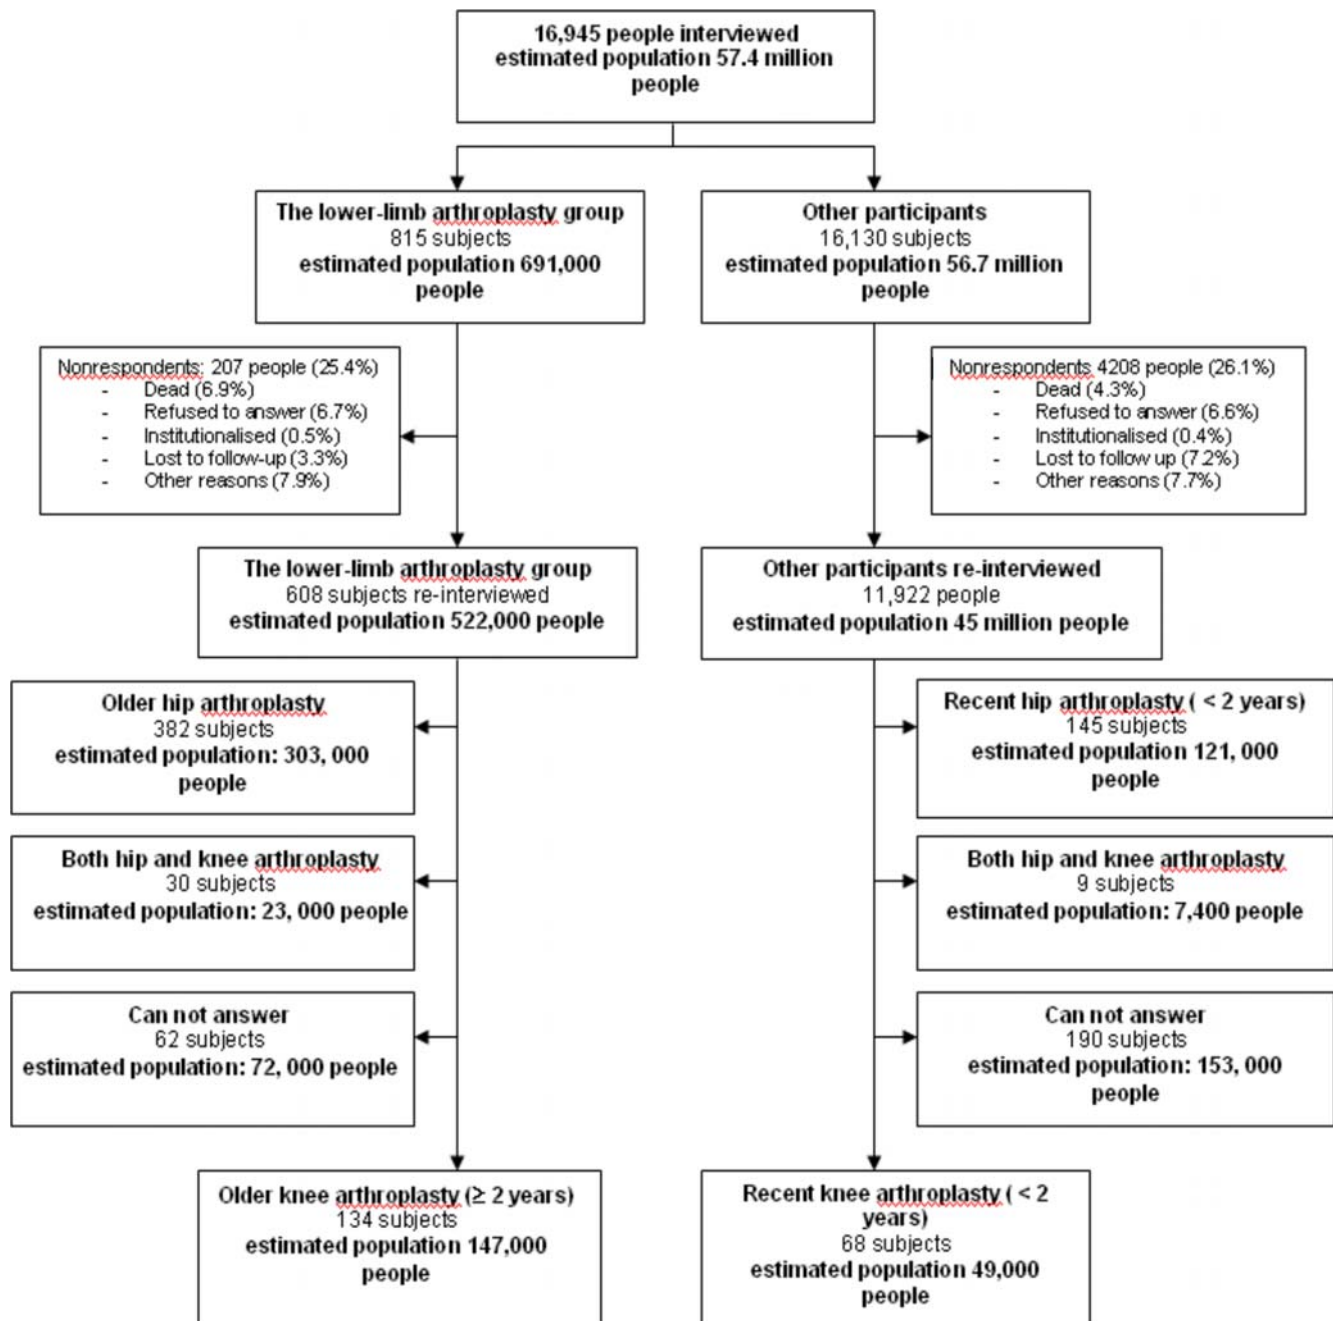 16,945 people interviewed
estimated population 57.4 million
people
The lower-limb arthroplasty group
815 subjects
estimated population 691,000
people
Other participants
16,130 subjects
estimated population 56.7 million
people
Nonrespondents: 207 people (25.4%)
- Dead (6.9%)
- Refused to answer (6.7%)
- Institutionalised (0.5%)
- Lost to follow-up (3.3%)
- Other reasons (7.9%)
Nonrespondents 4208 people (26.1%)
- Dead (4.3%)
- Refused to answer (6.6%)
- Institutionalised (0.4%)
- Lost to follow up (7.2%)
- Other reasons (7.7%)
The lower-limb arthroplasty group
608 subjects re-interviewed
estimated population 522,000 people
Other participants re-interviewed
11,922 people
estimated population 45 million people
Older hip arthroplasty
382 subjects
estimated population: 303, 000
people
Recent hip arthroplasty ( < 2 years)
145 subjects
estimated population 121, 000
people
Both hip and knee arthroplasty
30 subjects
estimated population: 23, 000 people
Both hip and knee arthroplasty
9 subjects
estimated population: 7,400 people
Can not answer
62 subjects
estimated population: 72, 000 people
Can not answer
190 subjects
estimated population: 153, 000
people
Older knee arthroplasty (≥ 2 years)
134 subjects
estimated population 147,000
people
Recent knee arthroplasty ( < 2
years)
68 subjects
estimated population 49,000
people